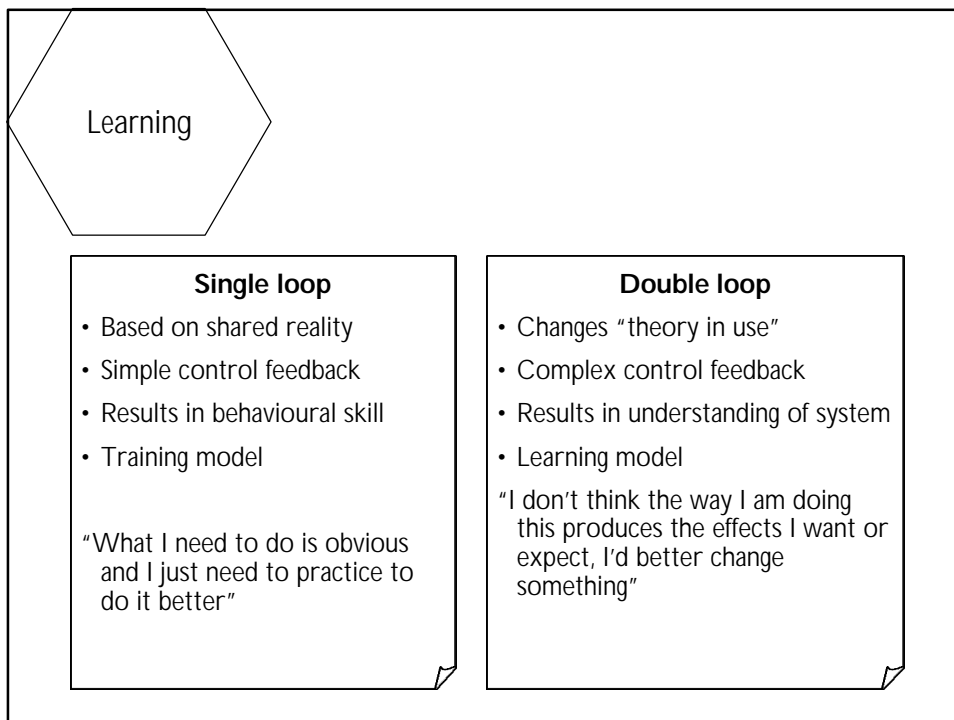 Learning
Single loop
• Based on shared reality
• Simple control feedback
• Results in behavioural skill
• Training model
“What I need to do is obvious
and I just need to practice to
do it better”
Double loop
• Changes “theory in use”
• Complex control feedback
• Results in understanding of system
• Learning model
“I don't think the way I am doing
this produces the effects I want or
expect, I'd better change
something”